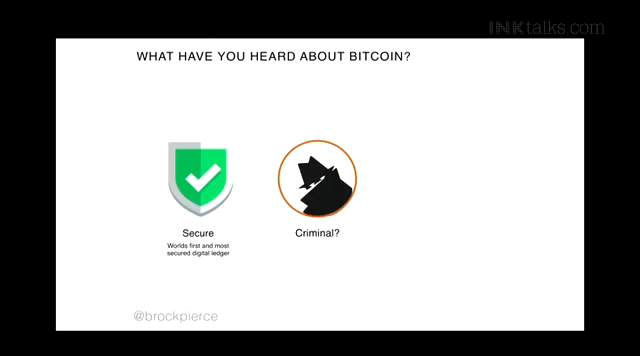 INKtalks.com
WHAT HAVE YOU HEARD ABOUT BITCOIN?
Secure
Worlds first and most
secured digital ledger
Criminal?
@brockpierce